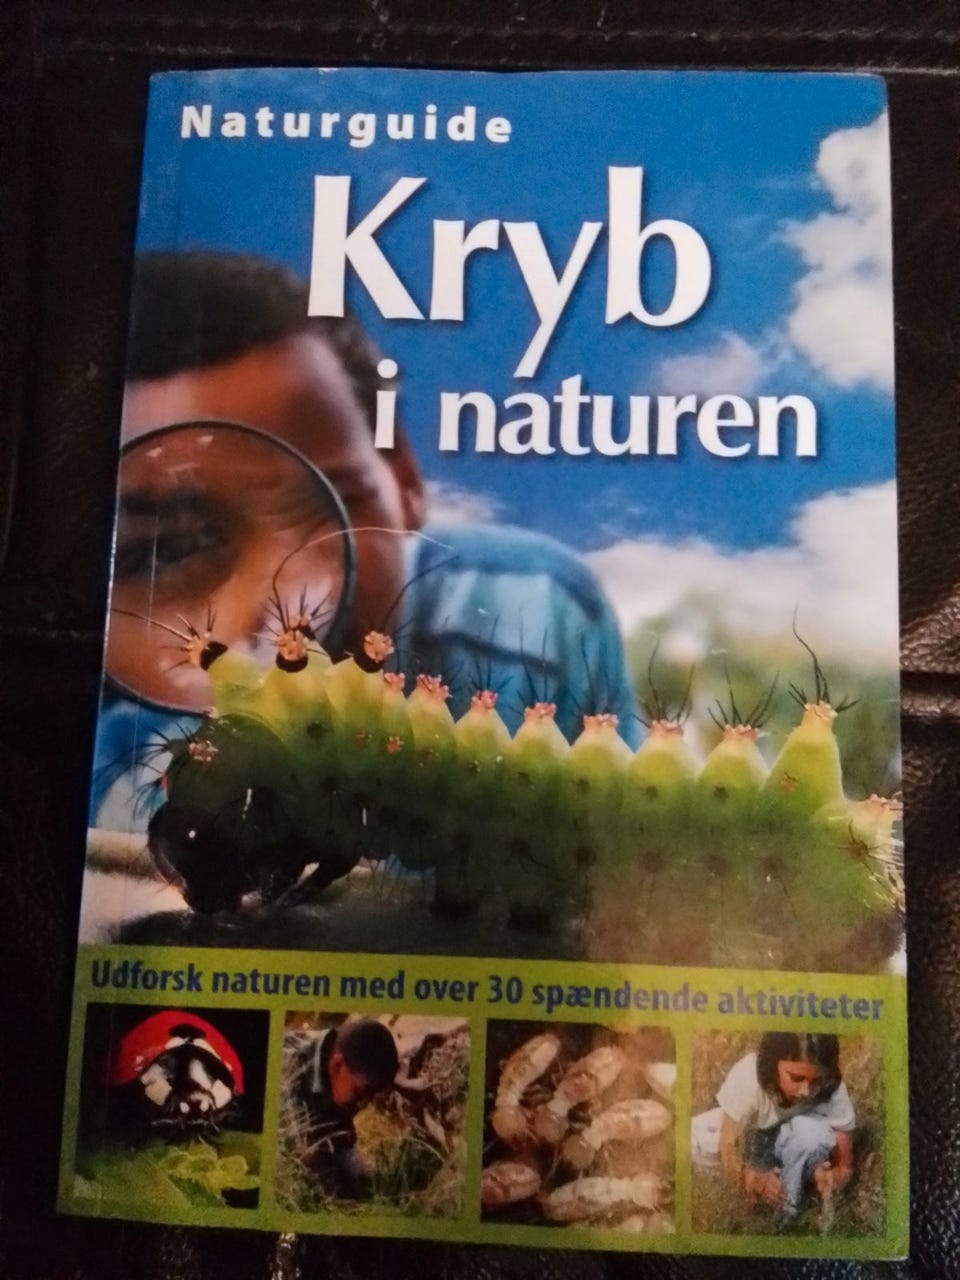 Naturguide
Kryb
i naturen
Udforsk naturen med over 30 spændende aktiviteter